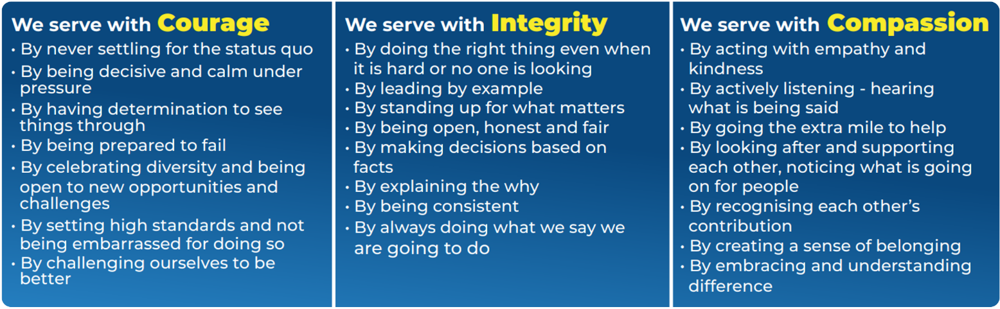 We serve with Courage
• By never settling for the status quo
• By being decisive and calm under
pressure
• By having determination to see
things through
• By being prepared to fail
• By celebrating diversity and being
open to new opportunities and
challenges
• By setting high standards and not
being embarrassed for doing so
• By challenging ourselves to be
better
We serve with Integrity
• By doing the right thing even when
it is hard or no one is looking
• By leading by example
• By standing up for what matters
• By being open, honest and fair
• By making decisions based on
facts
• By explaining the why
• By being consistent
• By always doing what we say we
are going to do
We serve with Compassion
• By acting with empathy and
kindness
• By actively listening - hearing
what is being said
• By going the extra mile to help
• By looking after and supporting
each other, noticing what is going
on for people
• By recognising each other’s
contribution
• By creating a sense of belonging
• By embracing and understanding
difference